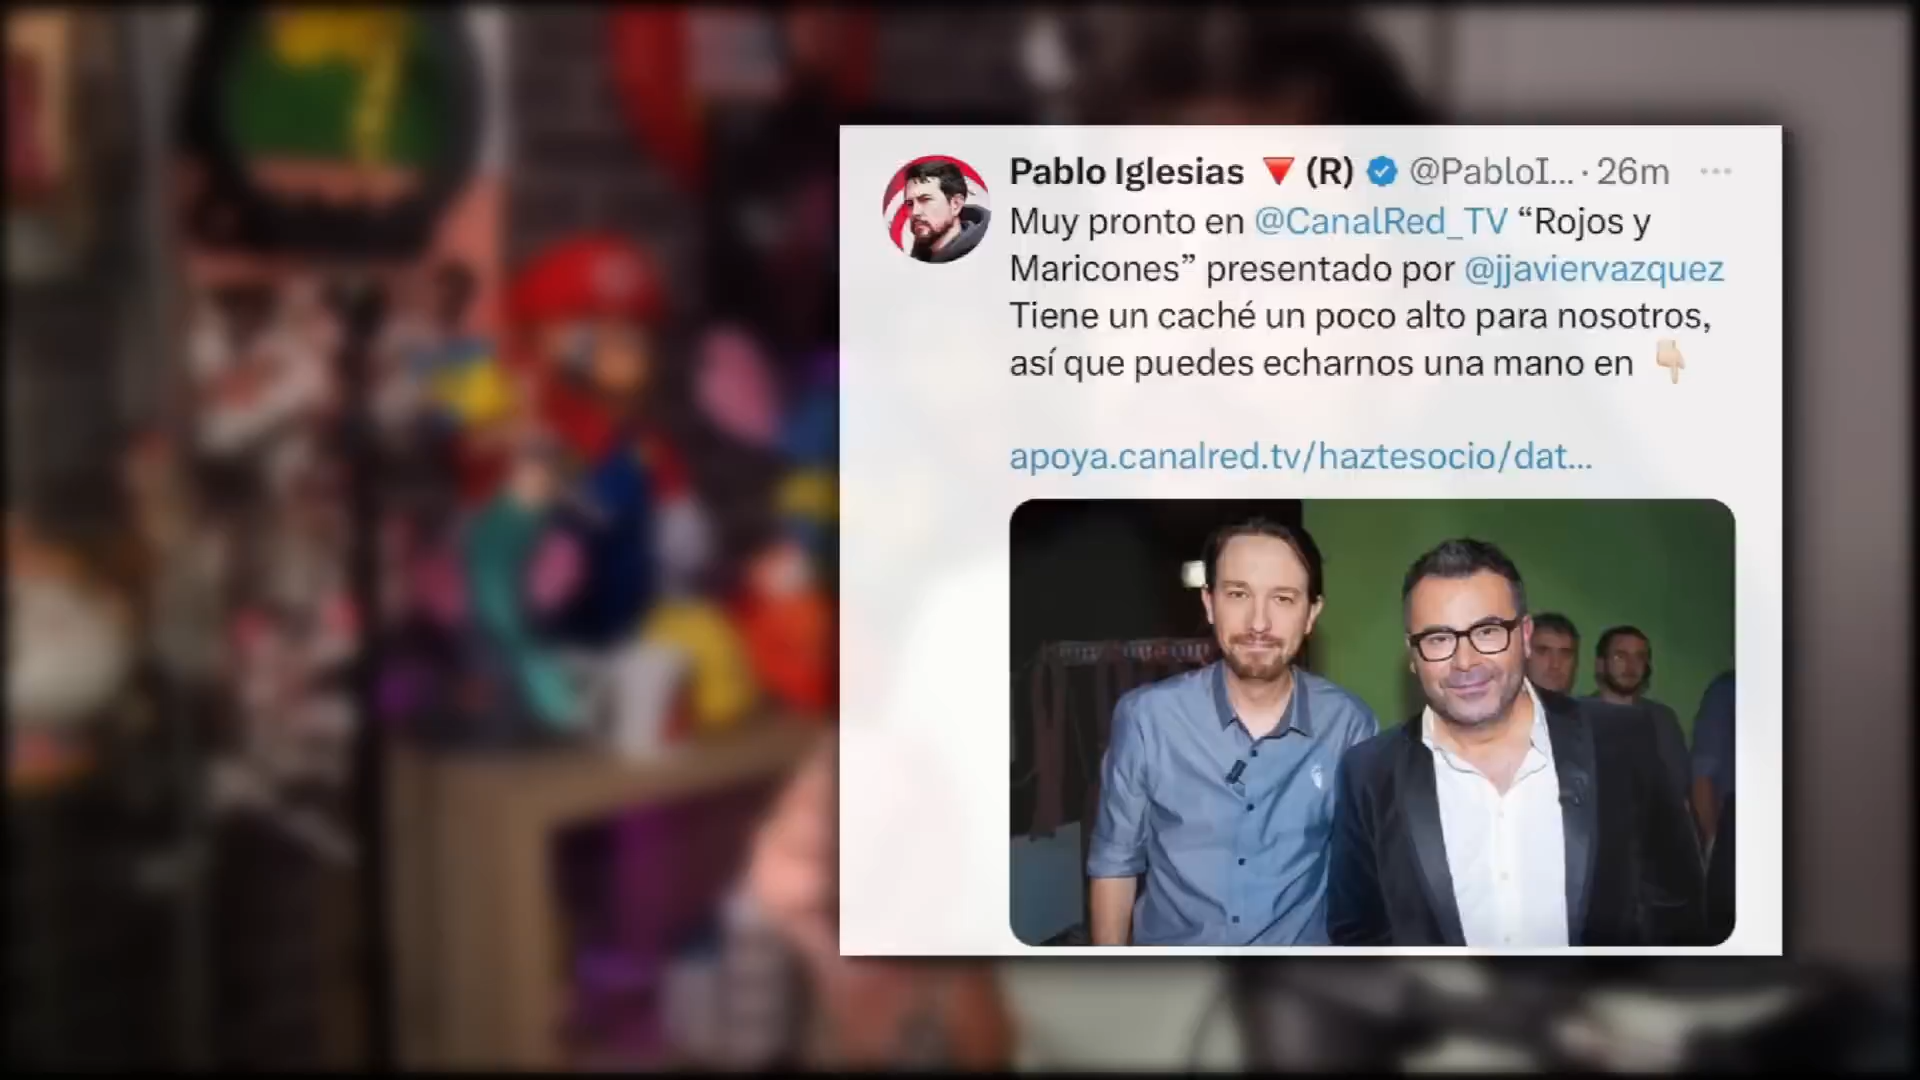 Pablo Iglesias 🔻 (R) @PabloI... · 26m
Muy pronto en @CanalRed_TV “Rojos y
Maricones” presentado por @jjaviervazquez
Tiene un caché un poco alto para nosotros,
así que puedes echarnos una mano en 👇🏻
apoya.canalred.tv/haztesocio/dat...